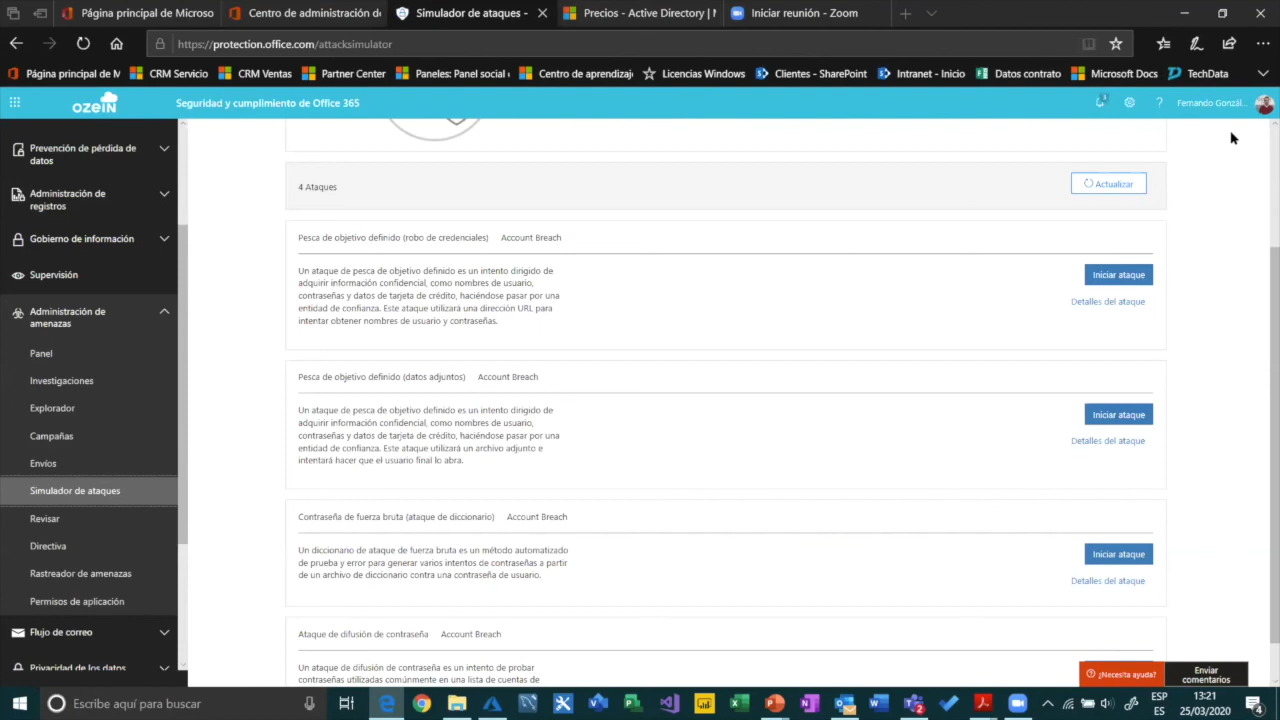 Página principal de Microso
Centro de administración de
Simulador de ataques -
Precios - Active Directory | M
Iniciar reunión - Zoom
https://protection.office.com/attacksimulator
Página principal de M
CRM Servicio
CRM Ventas
Partner Center
Paneles: Panel social
Centro de aprendizaj
Licencias Windows
Clientes - SharePoint
Intranet - Inicio
Datos contrato
Microsoft Docs
TechData
ozeIN
Seguridad y cumplimiento de Office 365
3
?
Fernando Gonzál...
Prevención de pérdida de
datos
Administración de
registros
Gobierno de información
Supervisión
Administración de
amenazas
Panel
Investigaciones
Explorador
Campañas
Envíos
Simulador de ataques
Revisar
Directiva
Rastreador de amenazas
Permisos de aplicación
Flujo de correo
Privacidad de los datos
4 Ataques
Actualizar
Pesca de objetivo definido (robo de credenciales) Account Breach
Un ataque de pesca de objetivo definido es un intento dirigido de
adquirir información confidencial, como nombres de usuario,
contraseñas y datos de tarjeta de crédito, haciéndose pasar por una
entidad de confianza. Este ataque utilizará una dirección URL para
intentar obtener nombres de usuario y contraseñas.
Iniciar ataque
Detalles del ataque
Pesca de objetivo definido (datos adjuntos) Account Breach
Un ataque de pesca de objetivo definido es un intento dirigido de
adquirir información confidencial, como nombres de usuario,
contraseñas y datos de tarjeta de crédito, haciéndose pasar por una
entidad de confianza. Este ataque utilizará un archivo adjunto e
intentará hacer que el usuario final lo abra.
Iniciar ataque
Detalles del ataque
Contraseña de fuerza bruta (ataque de diccionario) Account Breach
Un diccionario de ataque de fuerza bruta es un método automatizado
de prueba y error para generar varios intentos de contraseñas a partir
de un archivo de diccionario contra una contraseña de usuario.
Iniciar ataque
Detalles del ataque
Ataque de difusión de contraseña Account Breach
Un ataque de difusión de contraseña es un intento de probar
contraseñas utilizadas comúnmente en una lista de cuentas de
¿Necesita ayuda?
Enviar
comentarios
Escribe aquí para buscar
ESP
ES
13:21
25/03/2020
4